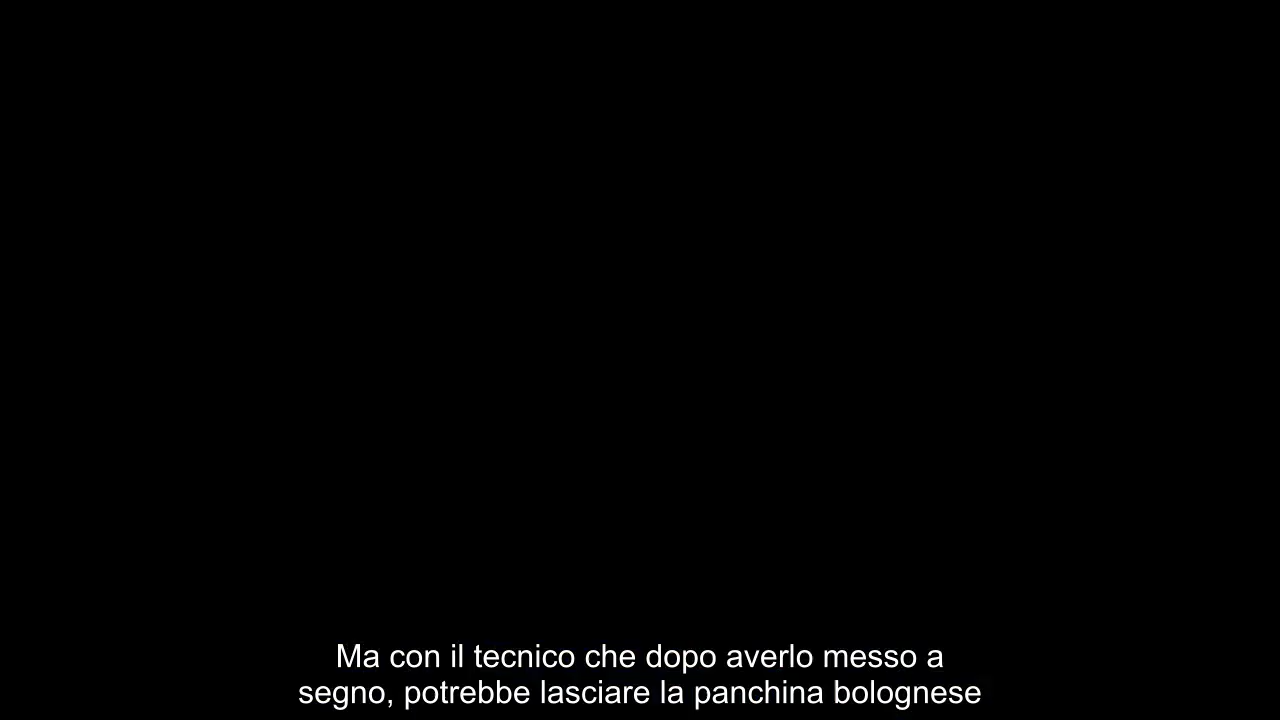 Ma con il tecnico che dopo averlo messo a
segno, potrebbe lasciare la panchina bolognese